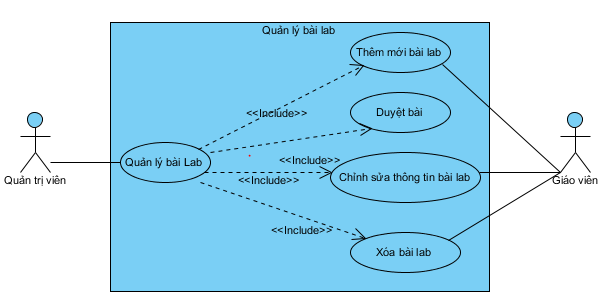 Quản lý bài lab
Thêm mới bài lab
<<Include>>
Duyệt bài
Quản lý bài Lab
<<Include>>
Chỉnh sửa thông tin bài lab
<<Include>>
Quản trị viên
Giáo viên
<<Include>>
Xóa bài lab